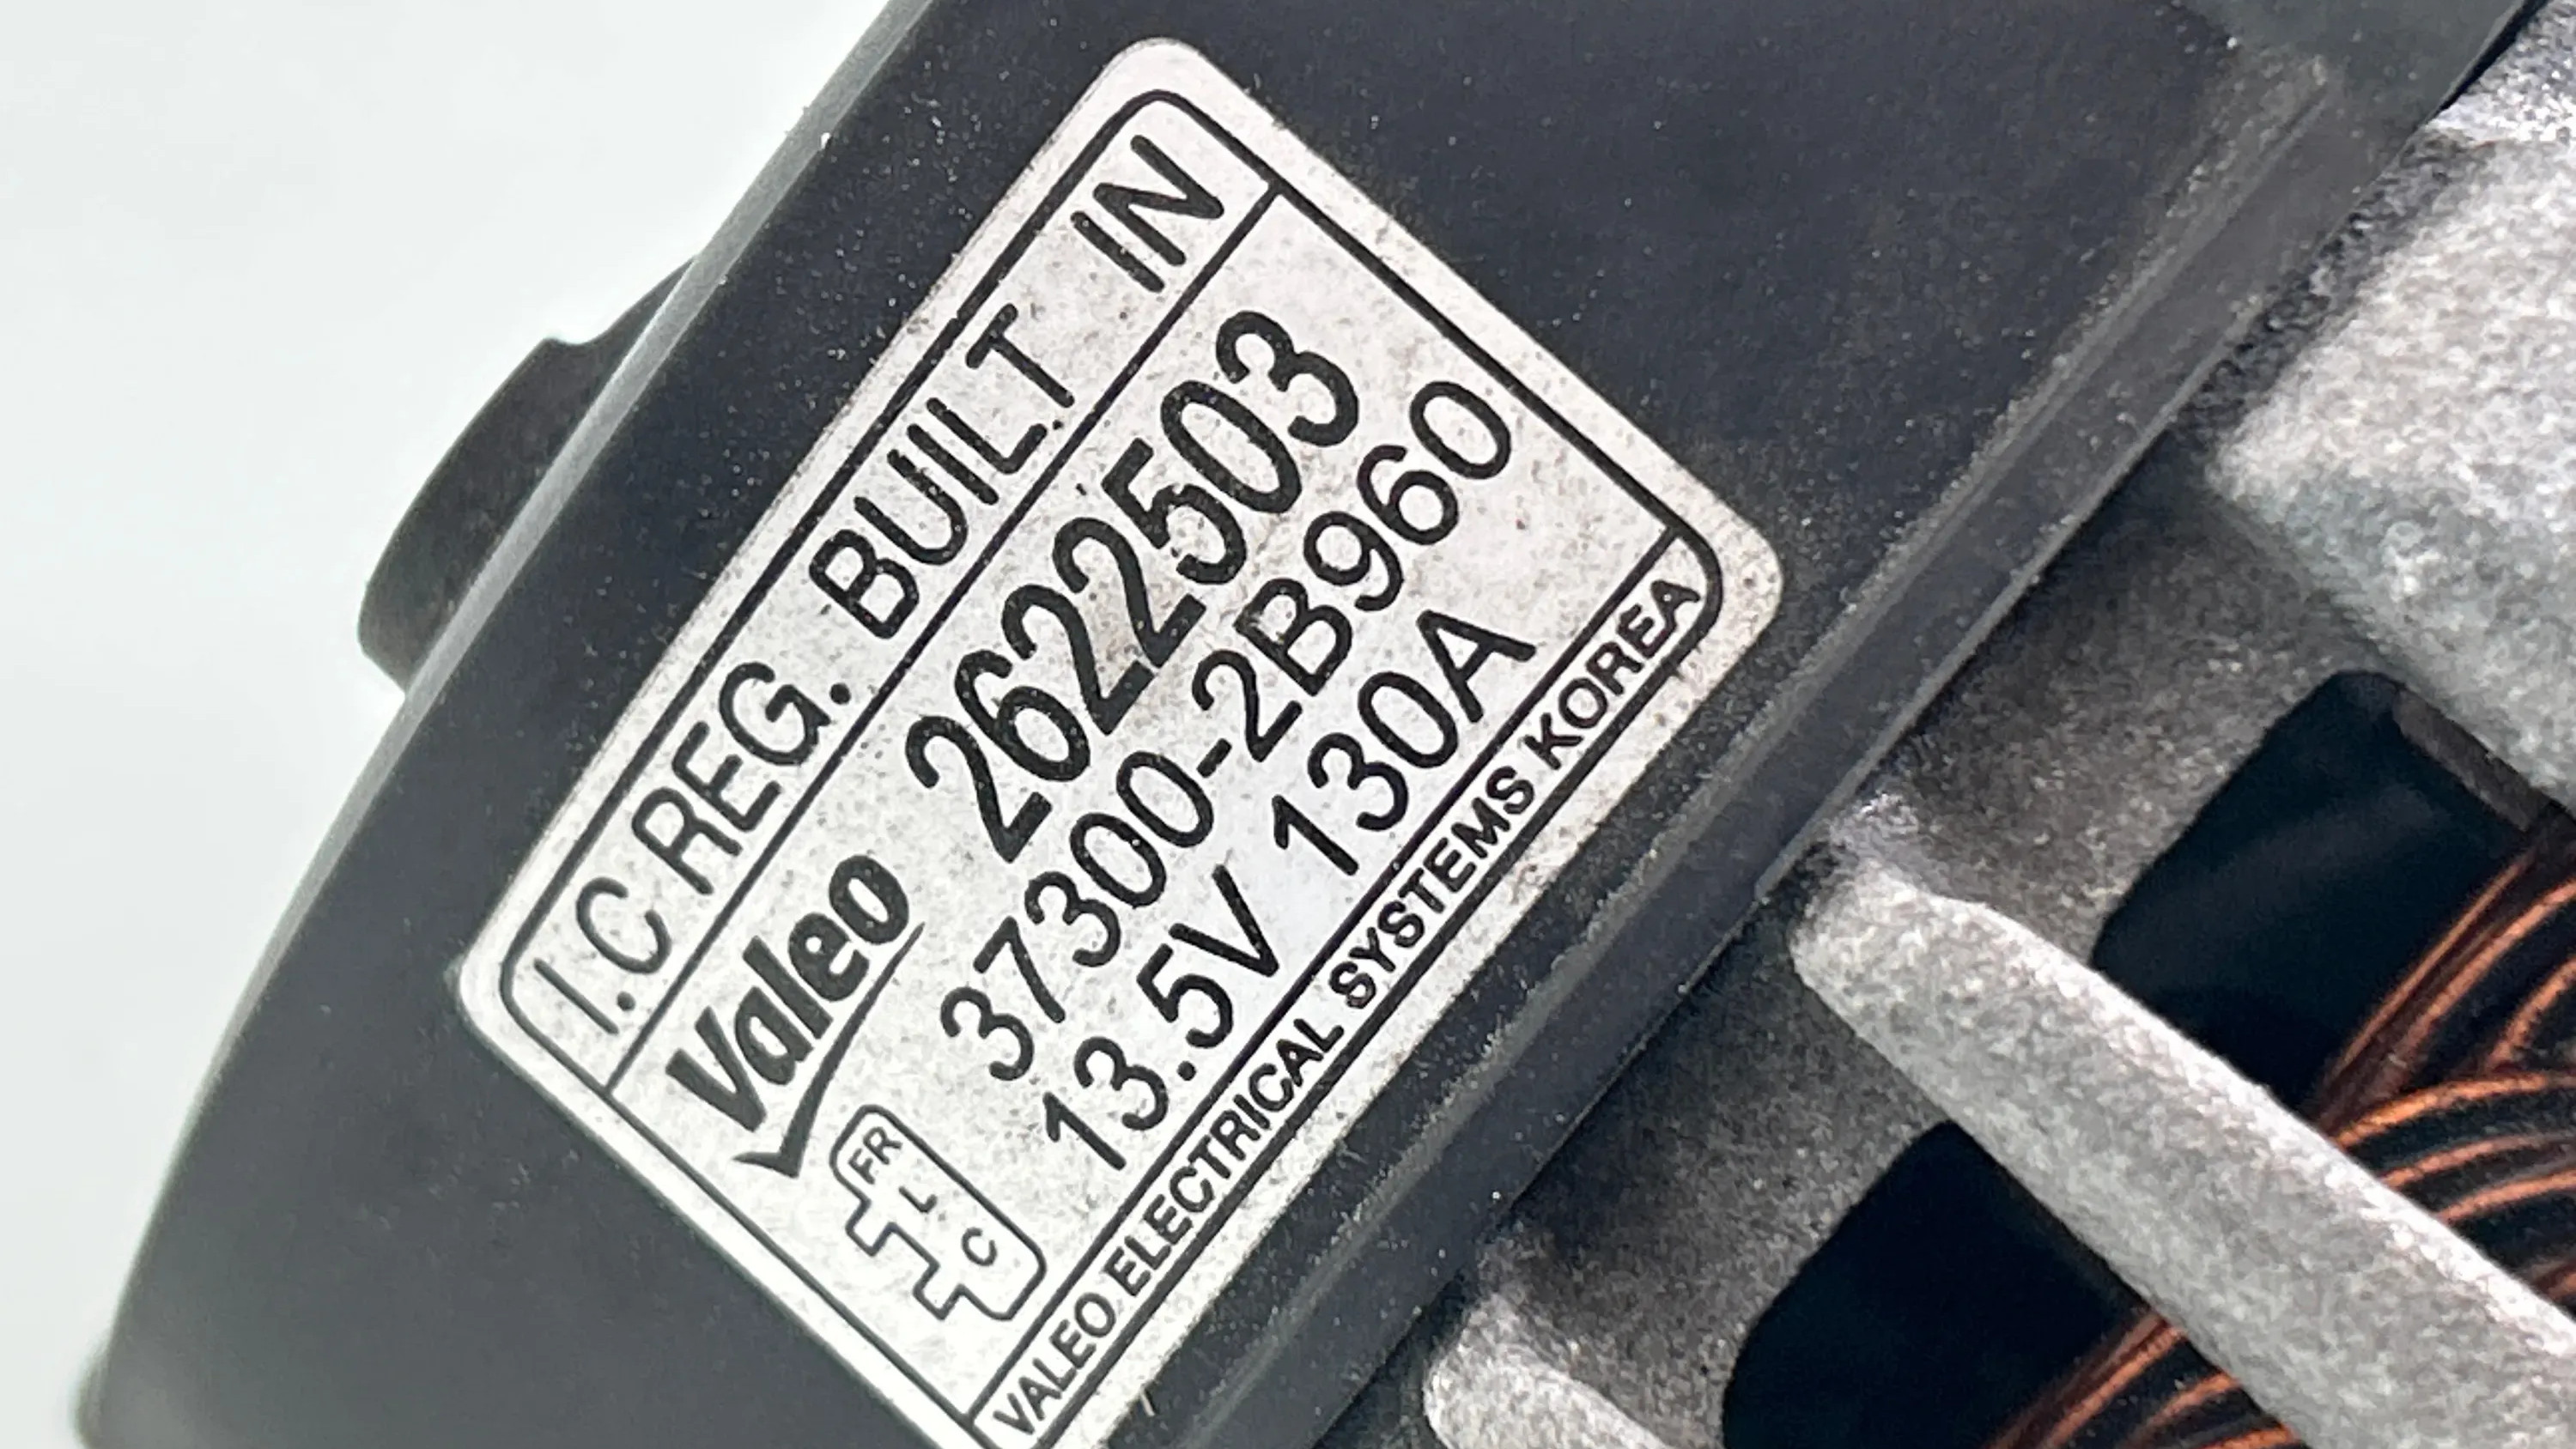 I.C REG. BUILT IN
Valeo 2622503
37300-2B960
13.5V 130A
FR
L
C
VALEO ELECTRICAL SYSTEMS KOREA